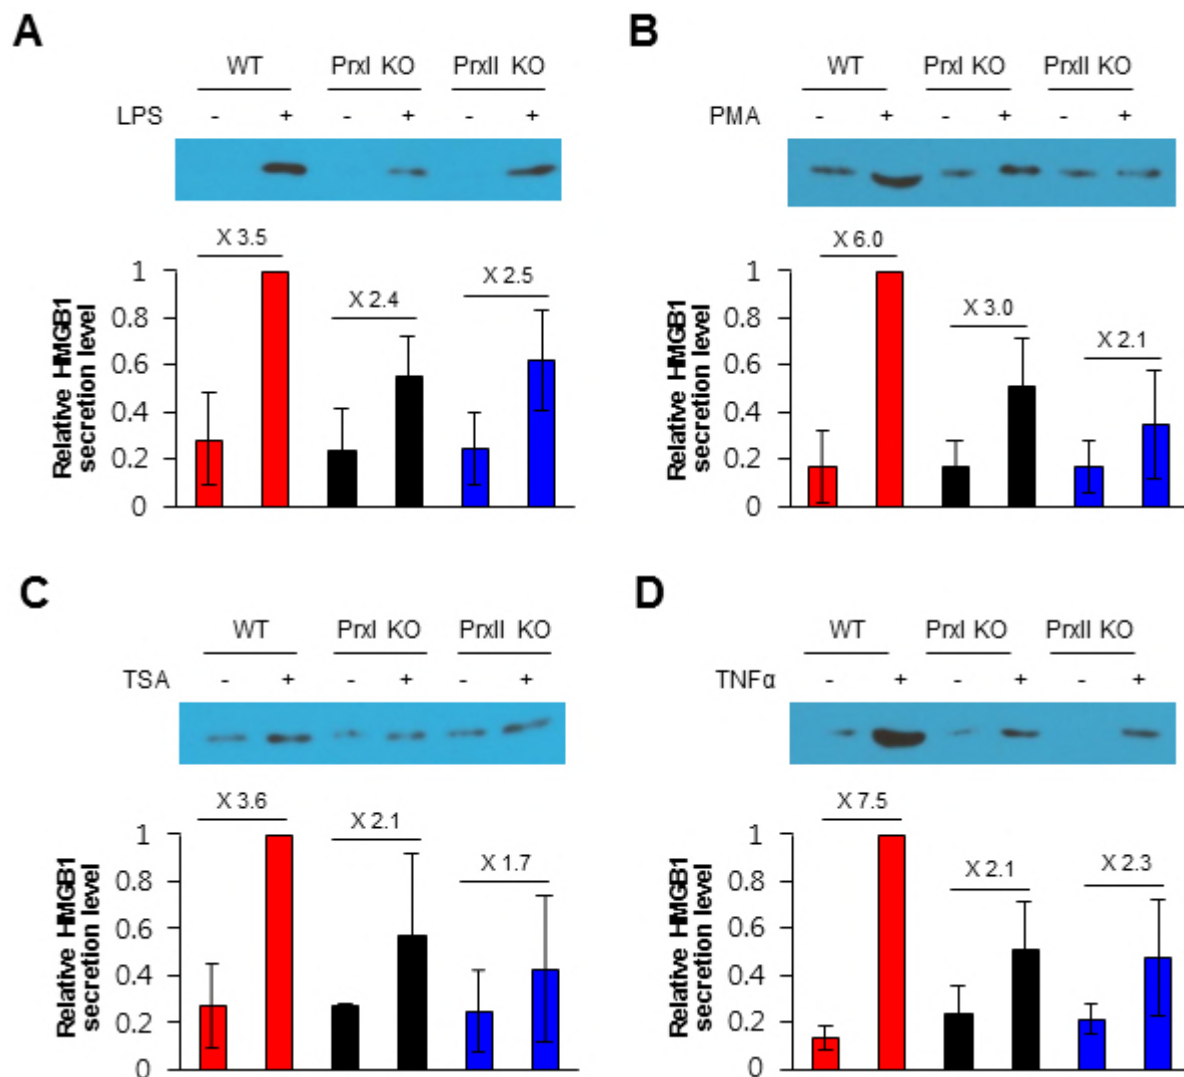 A
WT PrxI KO PrxII KO
LPS - + - + - +
X 3.5
X 2.4
X 2.5
Relative HMGB1
secretion level
1
0.8
0.6
0.4
0.2
0
B
WT PrxI KO PrxII KO
PMA - + - + - +
X 6.0
X 3.0
X 2.1
Relative HMGB1
secretion level
1
0.8
0.6
0.4
0.2
0
C
WT PrxI KO PrxII KO
TSA - + - + - +
X 3.6
X 2.1
X 1.7
Relative HMGB1
secretion level
1
0.8
0.6
0.4
0.2
0
D
WT PrxI KO PrxII KO
TNFα - + - + - +
X 7.5
X 2.1
X 2.3
Relative HMGB1
secretion level
1
0.8
0.6
0.4
0.2
0